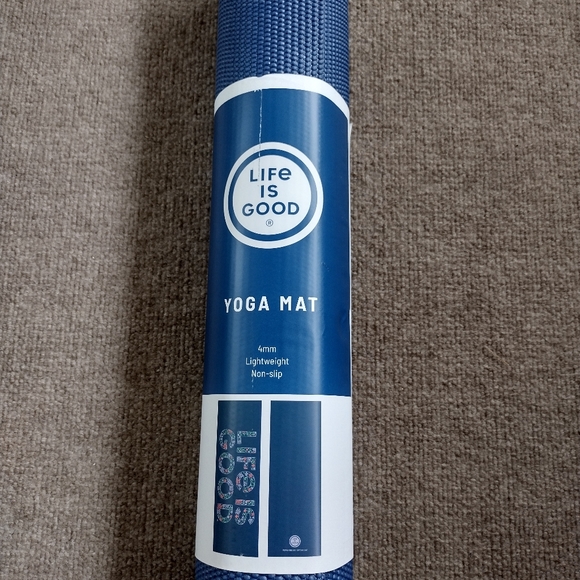 LIFe
IS
GOOD
®
YOGA MAT
4mm
Lightweight
Non-slip
LIFe IS
GOOD